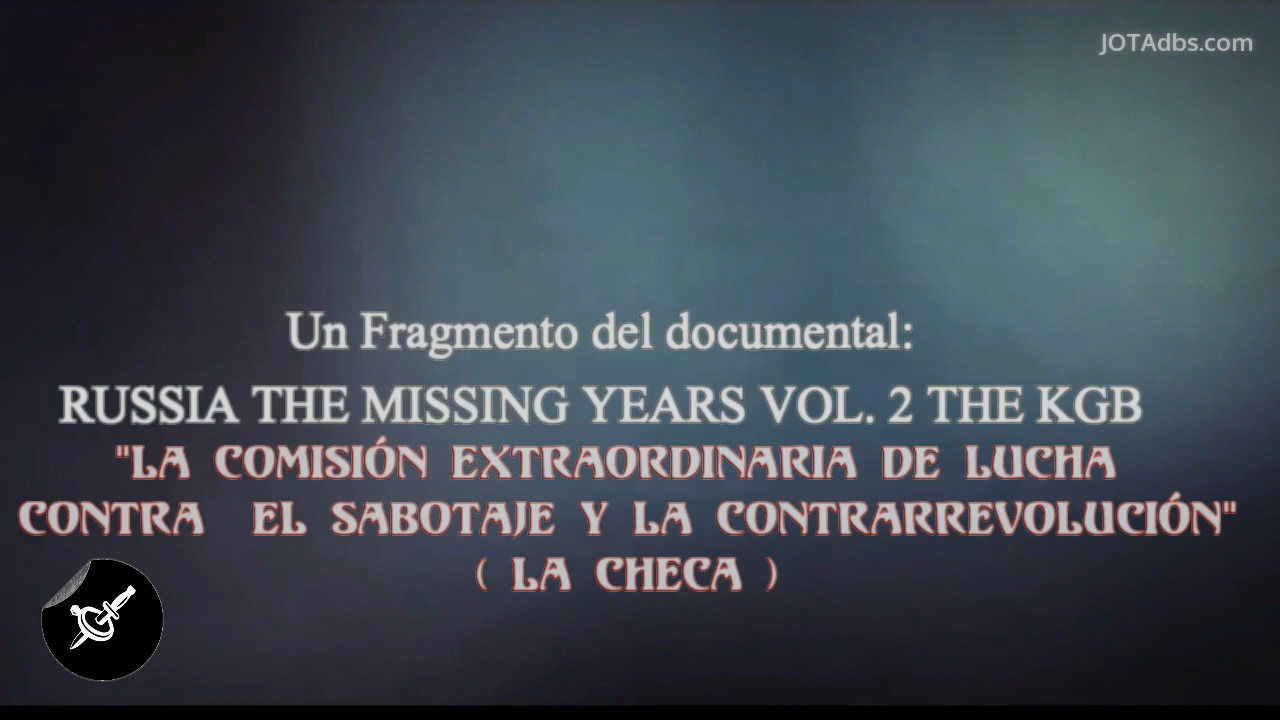 JOTAdbs.com
Un Fragmento del documental:
RUSSIA THE MISSING YEARS VOL. 2 THE KGB
"LA COMISIÓN EXTRAORDINARIA DE LUCHA
CONTRA EL SABOTAJE Y LA CONTRARREVOLUCIÓN"
( LA CHECA )